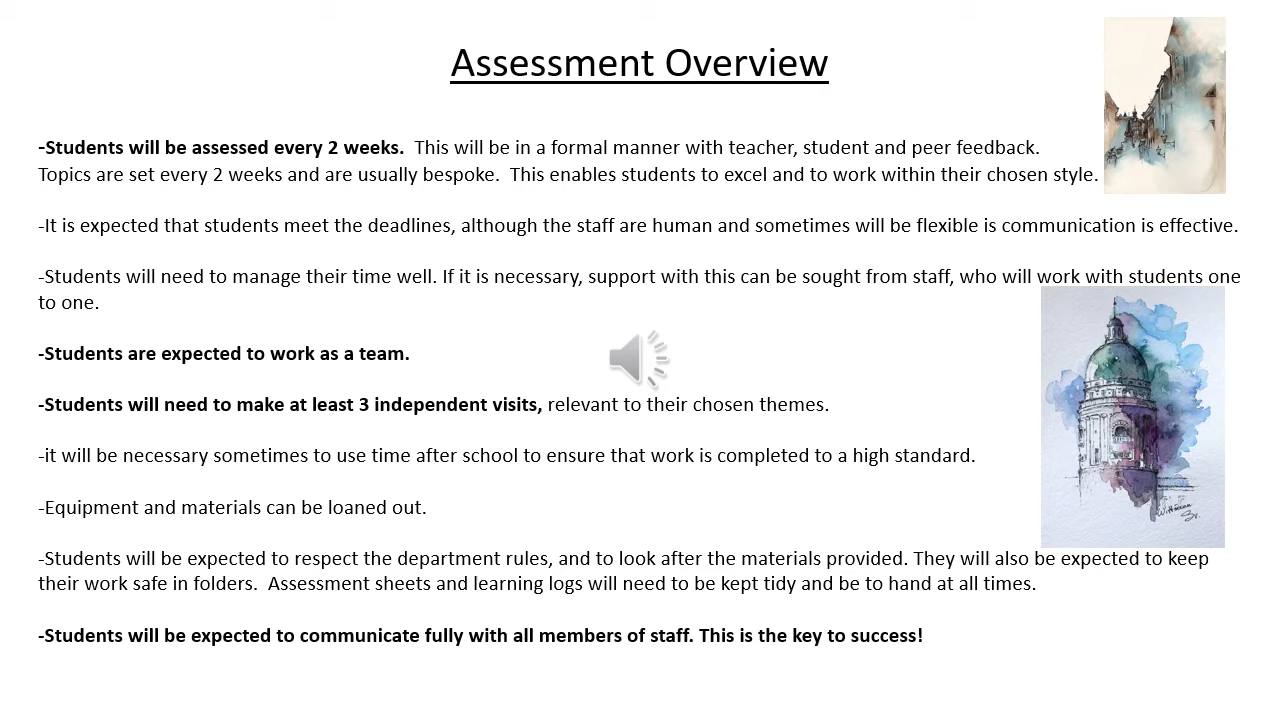 Assessment Overview
-Students will be assessed every 2 weeks.  This will be in a formal manner with teacher, student and peer feedback.
Topics are set every 2 weeks and are usually bespoke.  This enables students to excel and to work within their chosen style.
-It is expected that students meet the deadlines, although the staff are human and sometimes will be flexible is communication is effective.
-Students will need to manage their time well. If it is necessary, support with this can be sought from staff, who will work with students one
to one.
-Students are expected to work as a team.
-Students will need to make at least 3 independent visits, relevant to their chosen themes.
-it will be necessary sometimes to use time after school to ensure that work is completed to a high standard.
-Equipment and materials can be loaned out.
-Students will be expected to respect the department rules, and to look after the materials provided. They will also be expected to keep
their work safe in folders.  Assessment sheets and learning logs will need to be kept tidy and be to hand at all times.
-Students will be expected to communicate fully with all members of staff. This is the key to success!